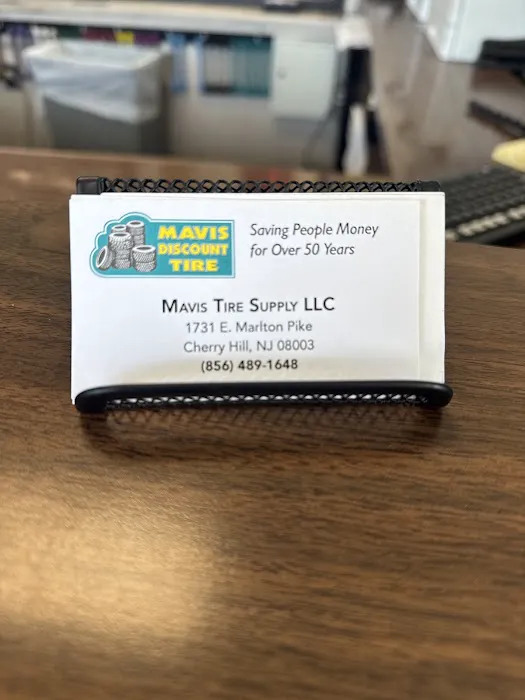 MAVIS
DISCOUNT
TIRE
Saving People Money
for Over 50 Years
MAVIS TIRE SUPPLY LLC
1731 E. Marlton Pike
Cherry Hill, NJ 08003
(856) 489-1648